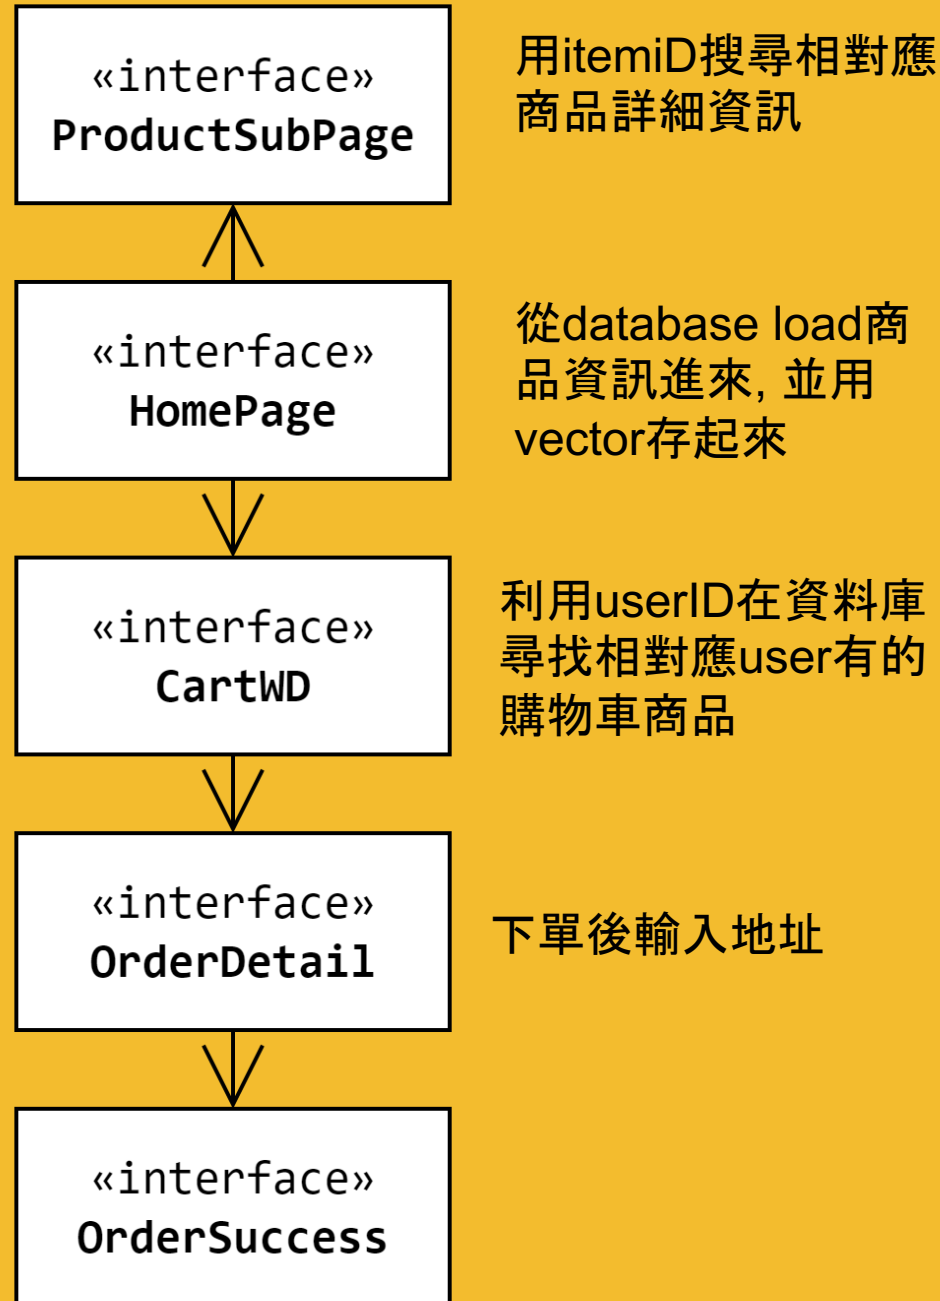 «interface»
ProductSubPage
用itemiD搜尋相對應
商品詳細資訊
«interface»
HomePage
從database load商
品資訊進來, 並用
vector存起來
«interface»
CartWD
利用userID在資料庫
尋找相對應user有的
購物車商品
«interface»
OrderDetail
下單後輸入地址
«interface»
OrderSuccess